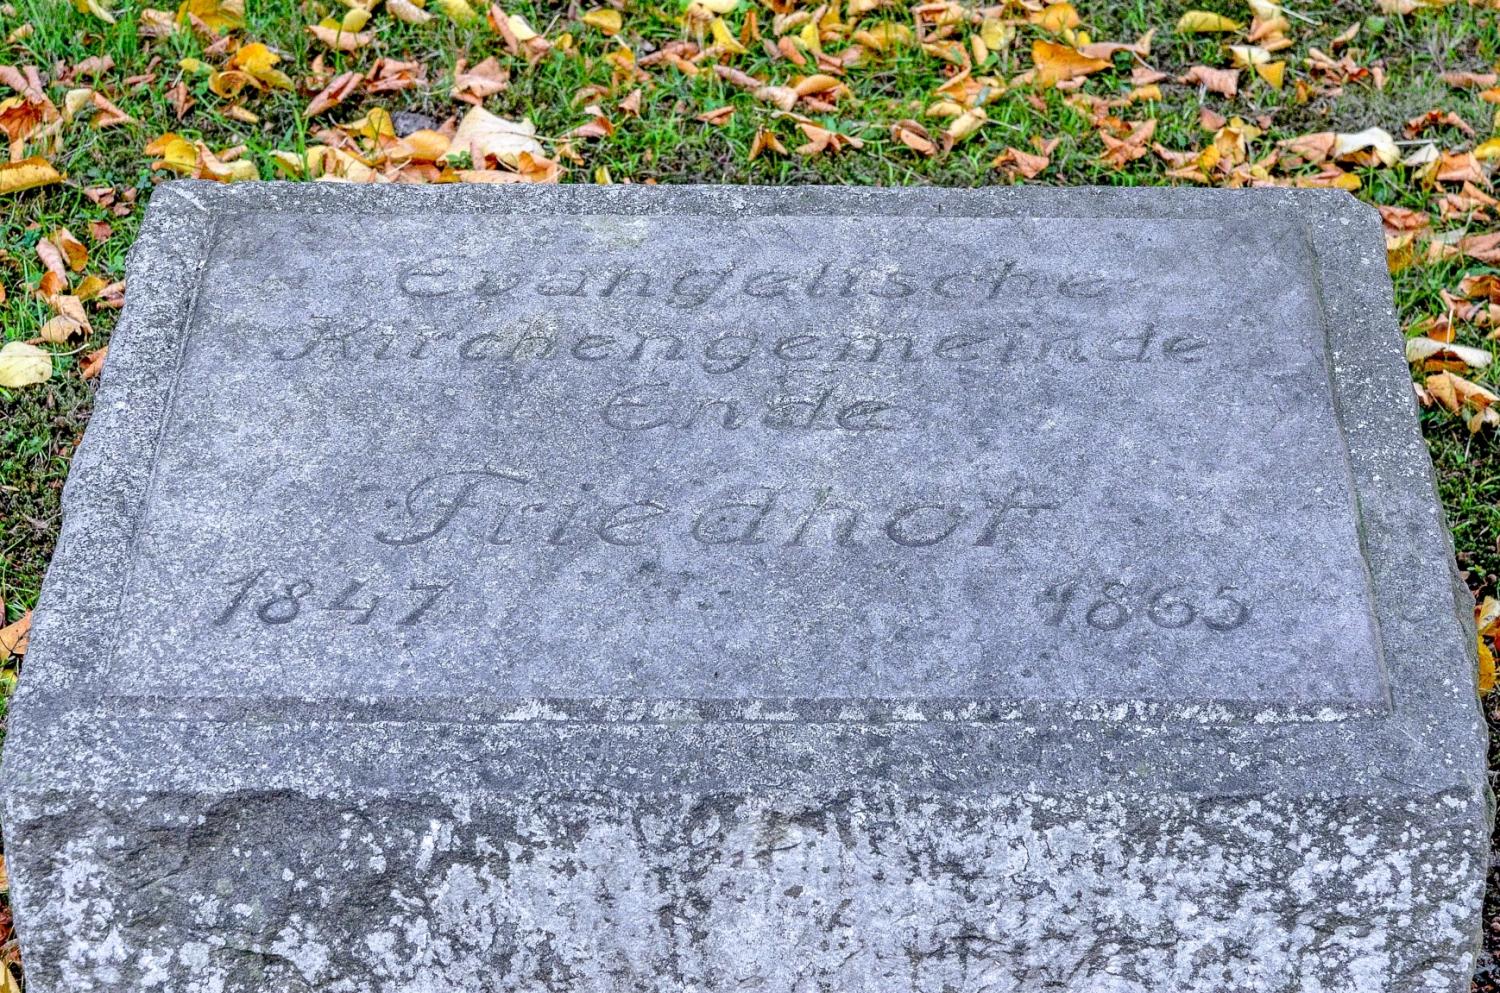 Evangelische
Kirchengemeinde
Ende
Friedhof
1847 1865